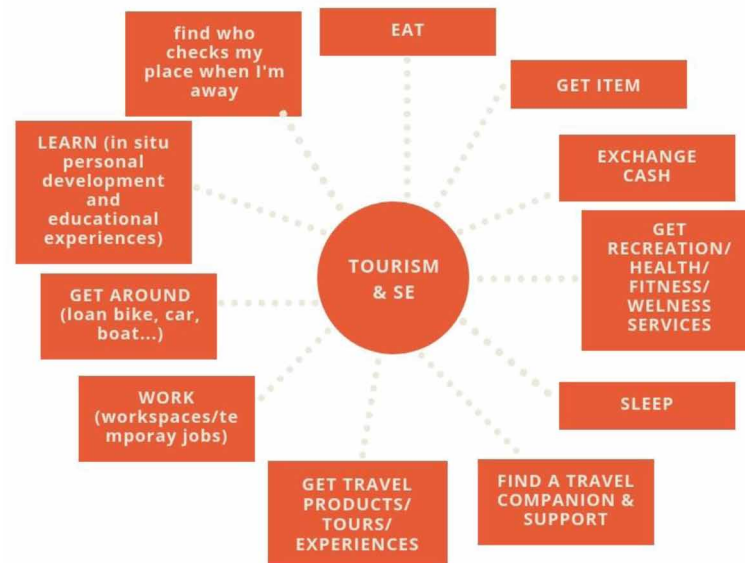 find who
checks my
place when I'm
away
EAT
GET ITEM
LEARN (in situ
personal
development
and
educational
experiences)
EXCHANGE
CASH
GET
RECREATION/
HEALTH/
FITNESS/
WELNESS
SERVICES
TOURISM
& SE
GET AROUND
(loan bike, car,
boat...)
WORK
(workspaces/te
mporay jobs)
SLEEP
GET TRAVEL
PRODUCTS/
TOURS/
EXPERIENCES
FIND A TRAVEL
COMPANION &
SUPPORT